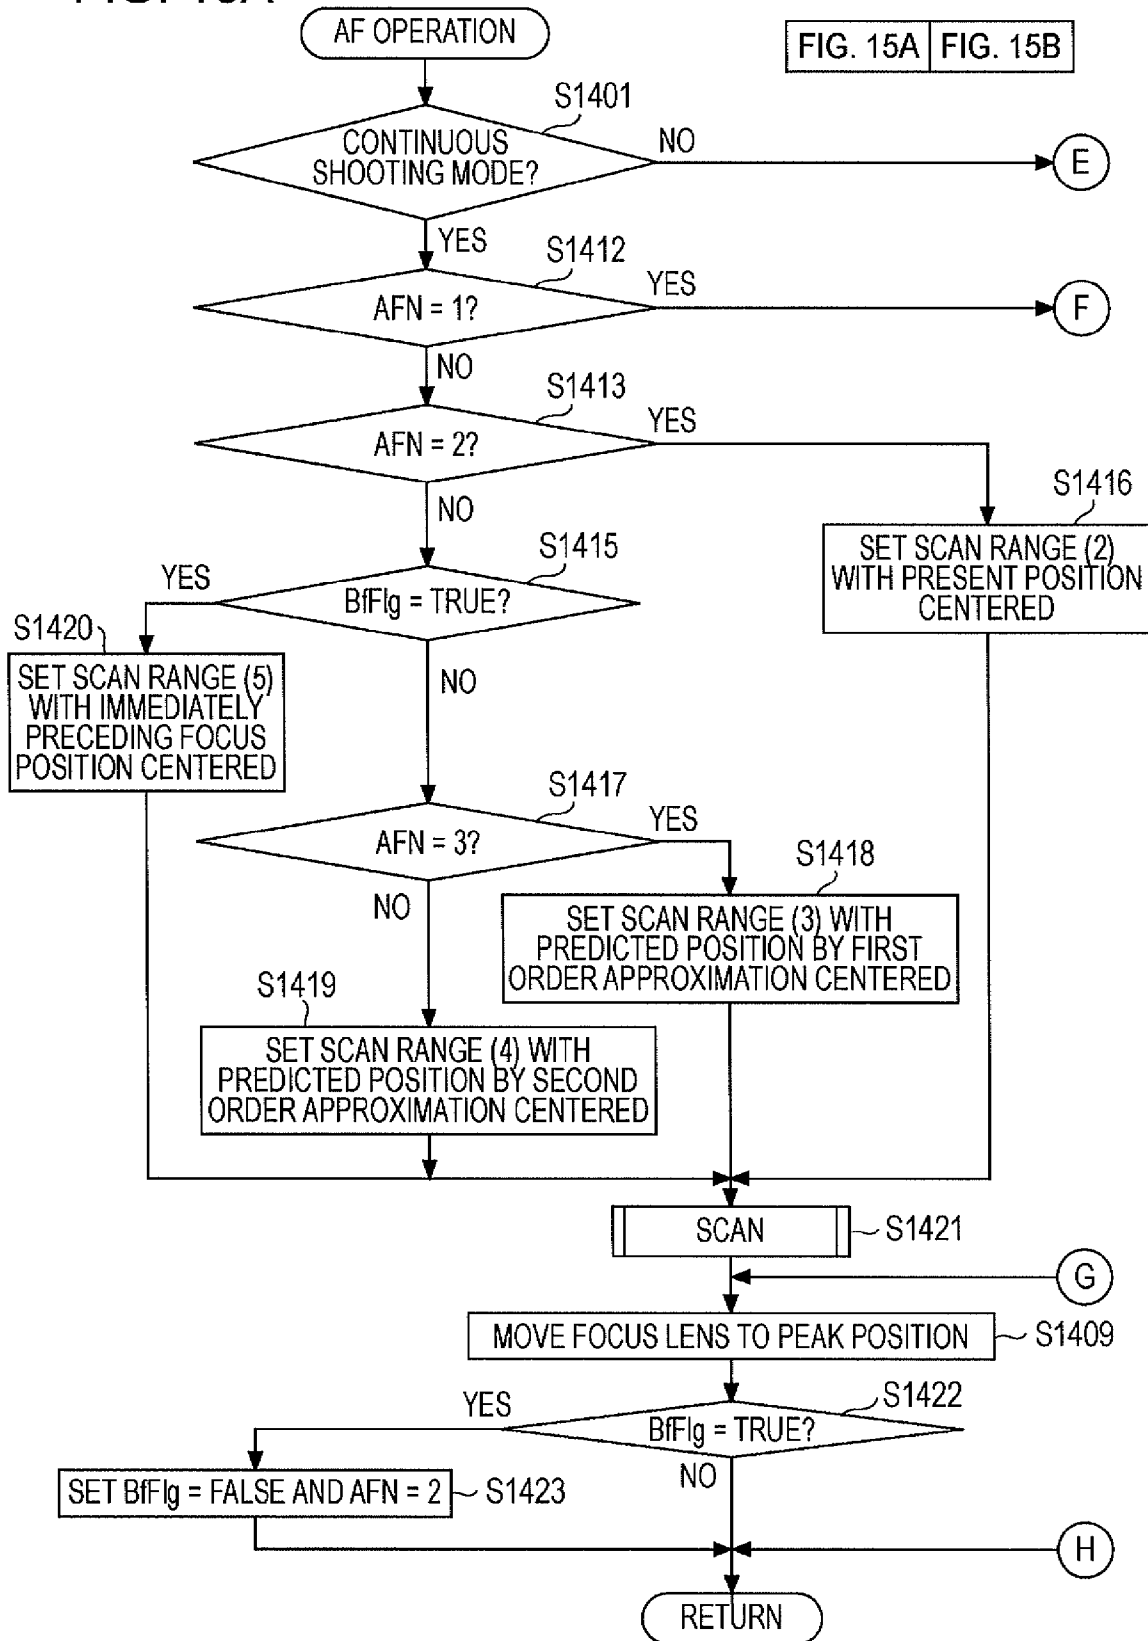 AF OPERATION
FIG. 15A
FIG. 15B
S1401
CONTINUOUS
SHOOTING MODE?
NO
E
YES
S1412
AFN = 1?
YES
F
NO
S1413
AFN = 2?
YES
NO
S1416
SET SCAN RANGE (2)
WITH PRESENT POSITION
CENTERED
S1415
BfFlg = TRUE?
YES
NO
S1420
SET SCAN RANGE (5)
WITH IMMEDIATELY
PRECEDING FOCUS
POSITION CENTERED
S1417
AFN = 3?
YES
NO
S1418
SET SCAN RANGE (3) WITH
PREDICTED POSITION BY FIRST
ORDER APPROXIMATION CENTERED
S1419
SET SCAN RANGE (4) WITH
PREDICTED POSITION BY SECOND
ORDER APPROXIMATION CENTERED
SCAN
S1421
G
MOVE FOCUS LENS TO PEAK POSITION
S1409
S1422
BfFlg = TRUE?
YES
NO
SET BfFlg = FALSE AND AFN = 2
S1423
H
RETURN